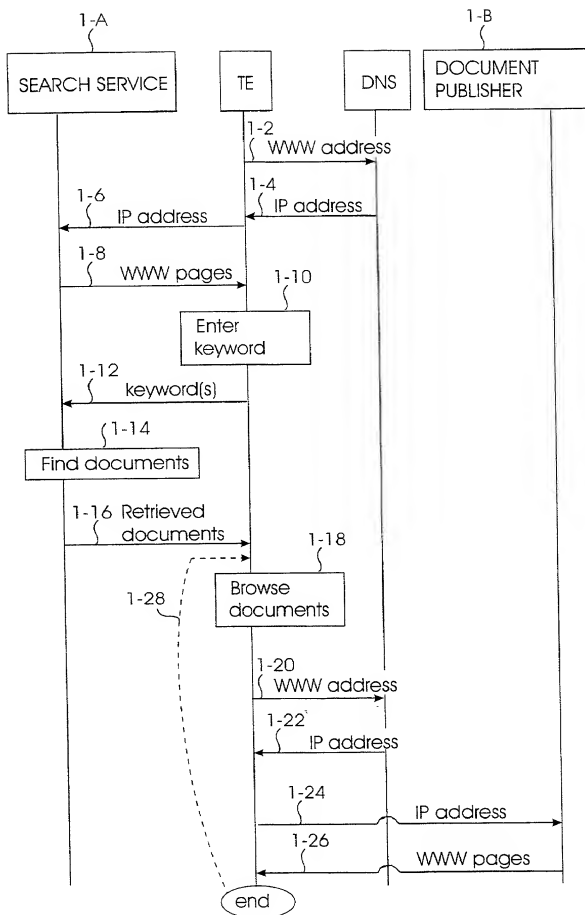 1-A
1-B
SEARCH SERVICE
TE
DNS
DOCUMENT
PUBLISHER
1-2
WWW address
1-4
IP address
1-6
IP address
1-8
WWW pages
1-10
Enter
keyword
1-12
keyword(s)
1-14
Find documents
1-16
Retrieved
documents
1-18
Browse
documents
1-28
1-20
WWW address
1-22
IP address
1-24
IP address
1-26
WWW pages
end